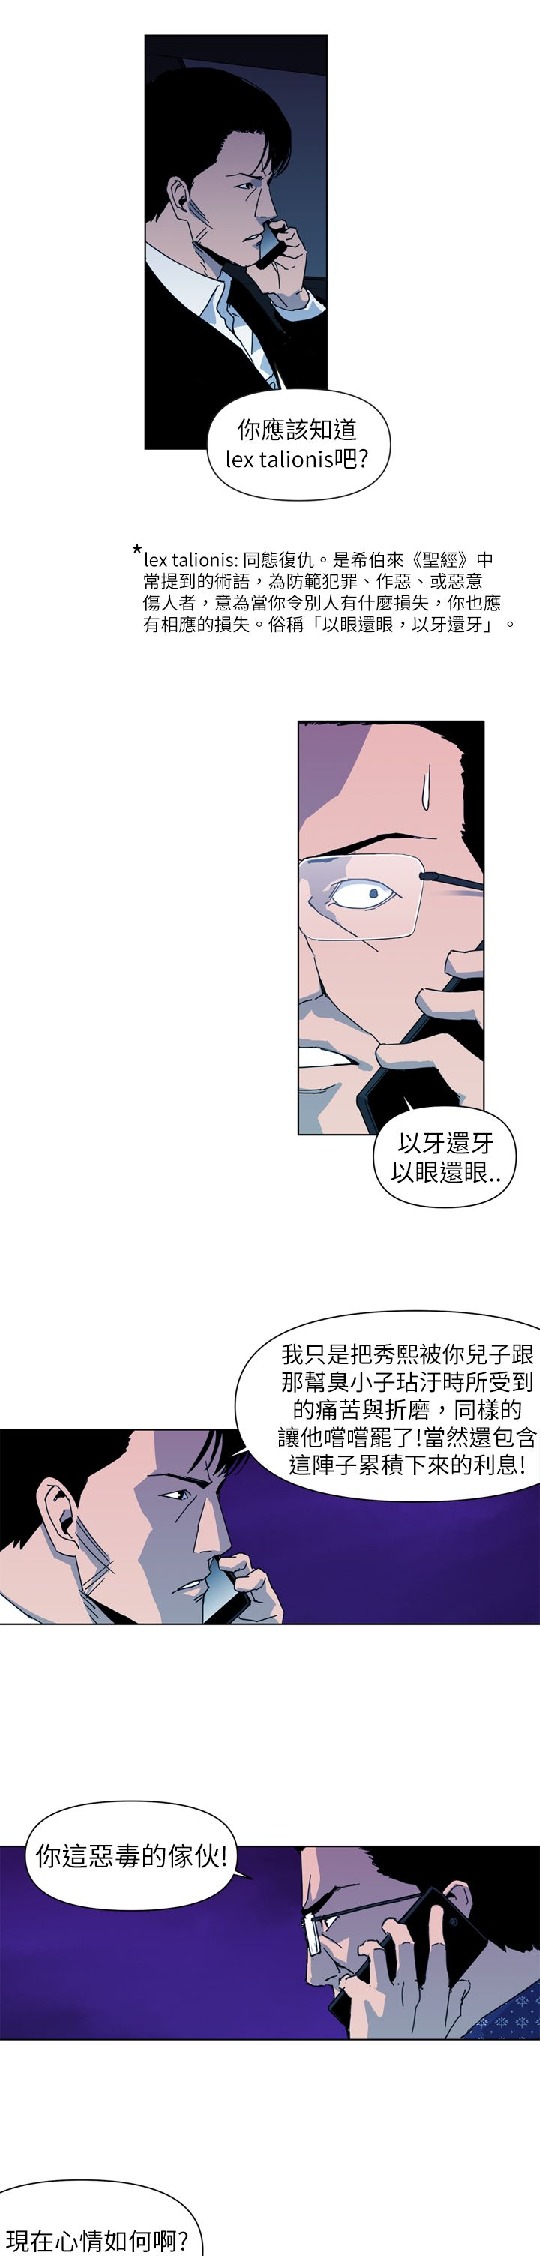 你應該知道
lex talionis吧?
*lex talionis: 同態復仇。是希伯來《聖經》中
常提到的術語，為防範犯罪、作惡、或惡意
傷人者，意為當你令別人有什麼損失，你也應
有相應的損失。俗稱「以眼還眼，以牙還牙」。
以牙還牙
以眼還眼..
我只是把秀熙被你兒子跟
那幫臭小子玷汙時所受到
的痛苦與折磨，同樣的
讓他嚐嚐罷了!當然還包含
這陣子累積下來的利息!
你這惡毒的傢伙!
現在心情如何啊?